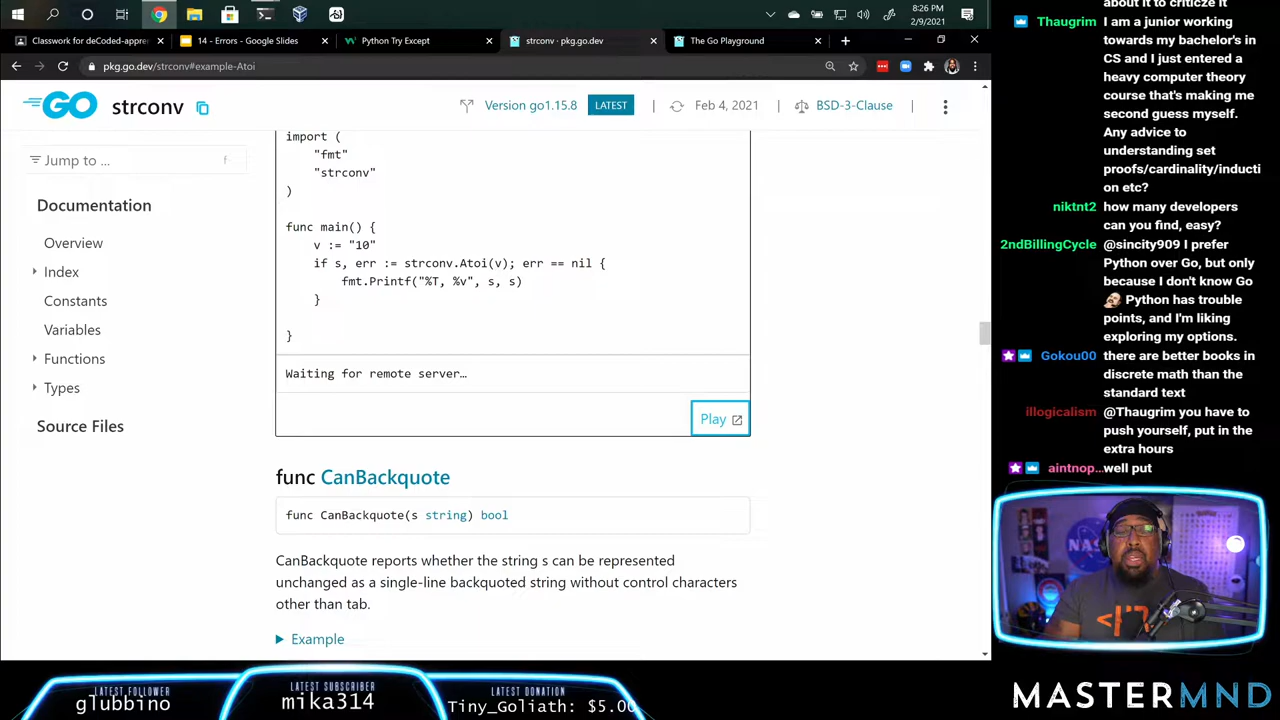 8:26 PM
2/9/2021
Classwork for deCoded-appre
14 - Errors - Google Slides
Python Try Except
strconv · pkg.go.dev
The Go Playground
pkg.go.dev/strconv#example-Atoi
GO
strconv
Version go1.15.8
LATEST
Feb 4, 2021
BSD-3-Clause
Jump to ...
f
Documentation
Overview
Index
Constants
Variables
Functions
Types
Source Files
import (
"fmt"
"strconv"
)
func main() {
v := "10"
if s, err := strconv.Atoi(v); err == nil {
fmt.Printf("%T, %v", s, s)
}
}
Waiting for remote server…
Play
func CanBackquote
func CanBackquote(s string) bool
CanBackquote reports whether the string s can be represented
unchanged as a single-line backquoted string without control characters
other than tab.
Example
about it to criticze it
Thaugrim I am a junior working
towards my bachelor's in
CS and I just entered a
heavy computer theory
course that's making me
second guess myself.
Any advice to
understanding set
proofs/cardinality/inducti
on etc?
niktnt2 how many developers
can you find, easy?
2ndBillingCycle @sincity909 I prefer
Python over Go, but only
because I don't know Go
Python has trouble
points, and I'm liking
exploring my options.
Gokou00 there are better books in
discrete math than the
standard text
illogicalism @Thaugrim you have to
push yourself, put in the
extra hours
aintnop… well put
NASA
LATEST FOLLOWER
glubbino
LATEST SUBSCRIBER
mika314
LATEST DONATION
Tiny_Goliath: $5.00
MASTERMND